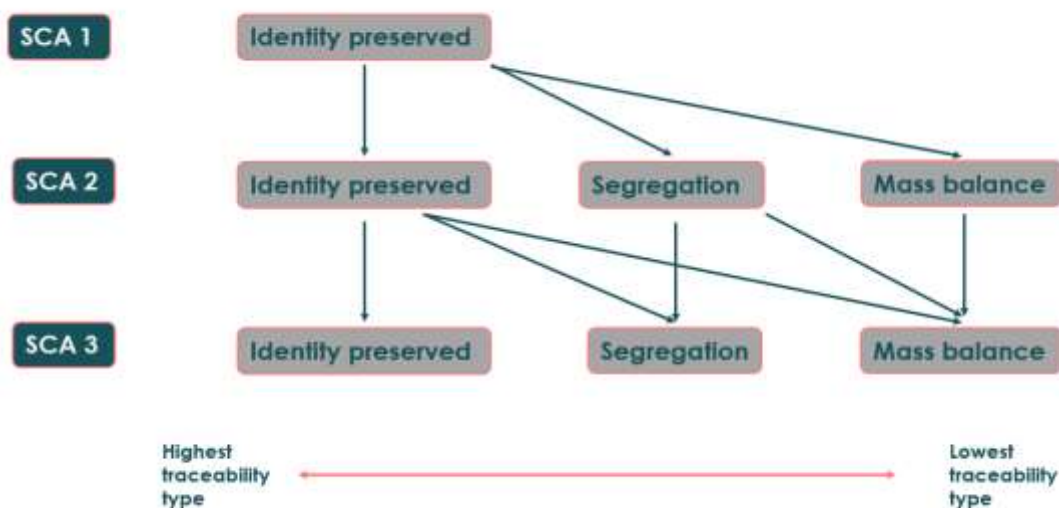 SCA 1
Identity preserved
SCA 2
Identity preserved
Segregation
Mass balance
SCA 3
Identity preserved
Segregation
Mass balance
Highest
traceability
type
Lowest
traceability
type